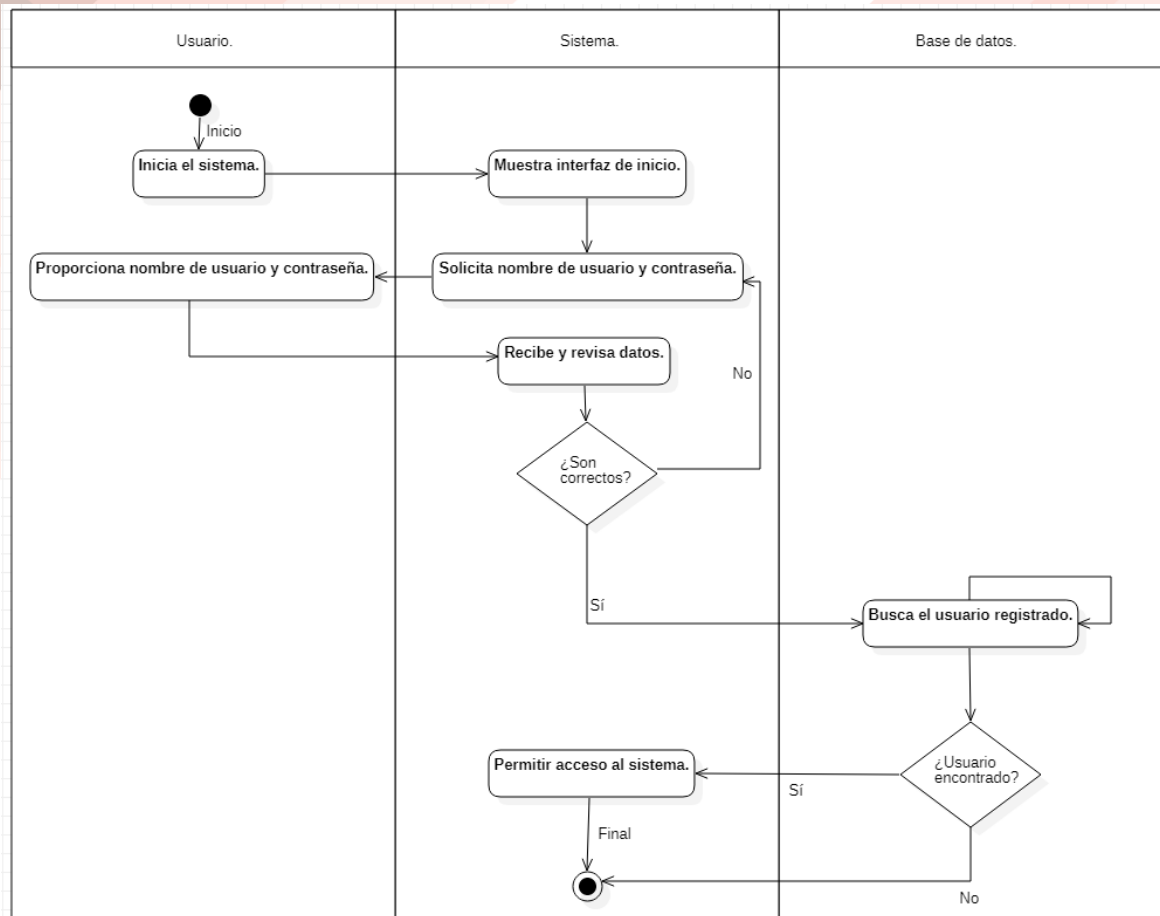 Usuario.
Sistema.
Base de datos.
Inicio
Inicia el sistema.
Muestra interfaz de inicio.
Proporciona nombre de usuario y contraseña.
Solicita nombre de usuario y contraseña.
Recibe y revisa datos.
No
¿Son
correctos?
Sí
Busca el usuario registrado.
Permitir acceso al sistema.
¿Usuario
encontrado?
Sí
Final
No